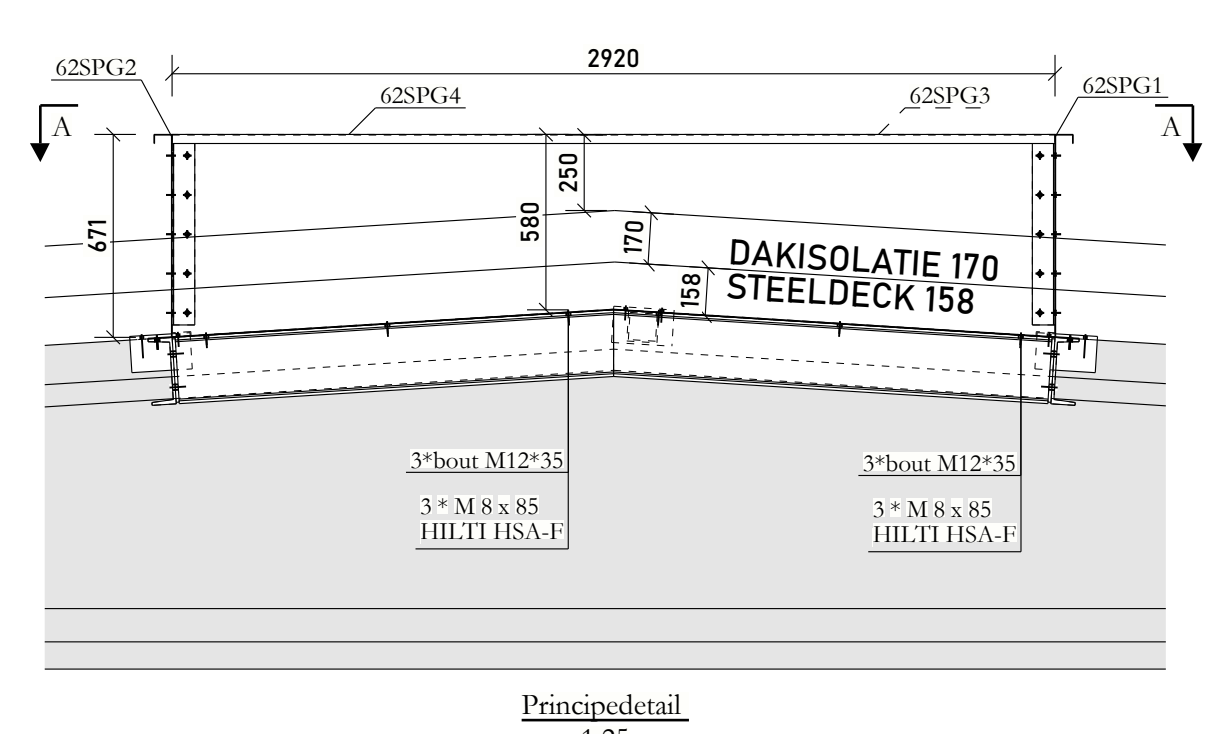 2920
62SPG2
62SPG4
62SPG3
62SPG1
A
A
671
580
250
170
158
DAKISOLATIE 170
STEELDECK 158
3*bout M12*35
3 * M 8 x 85
HILTI HSA-F
3*bout M12*35
3 * M 8 x 85
HILTI HSA-F
Principedetail